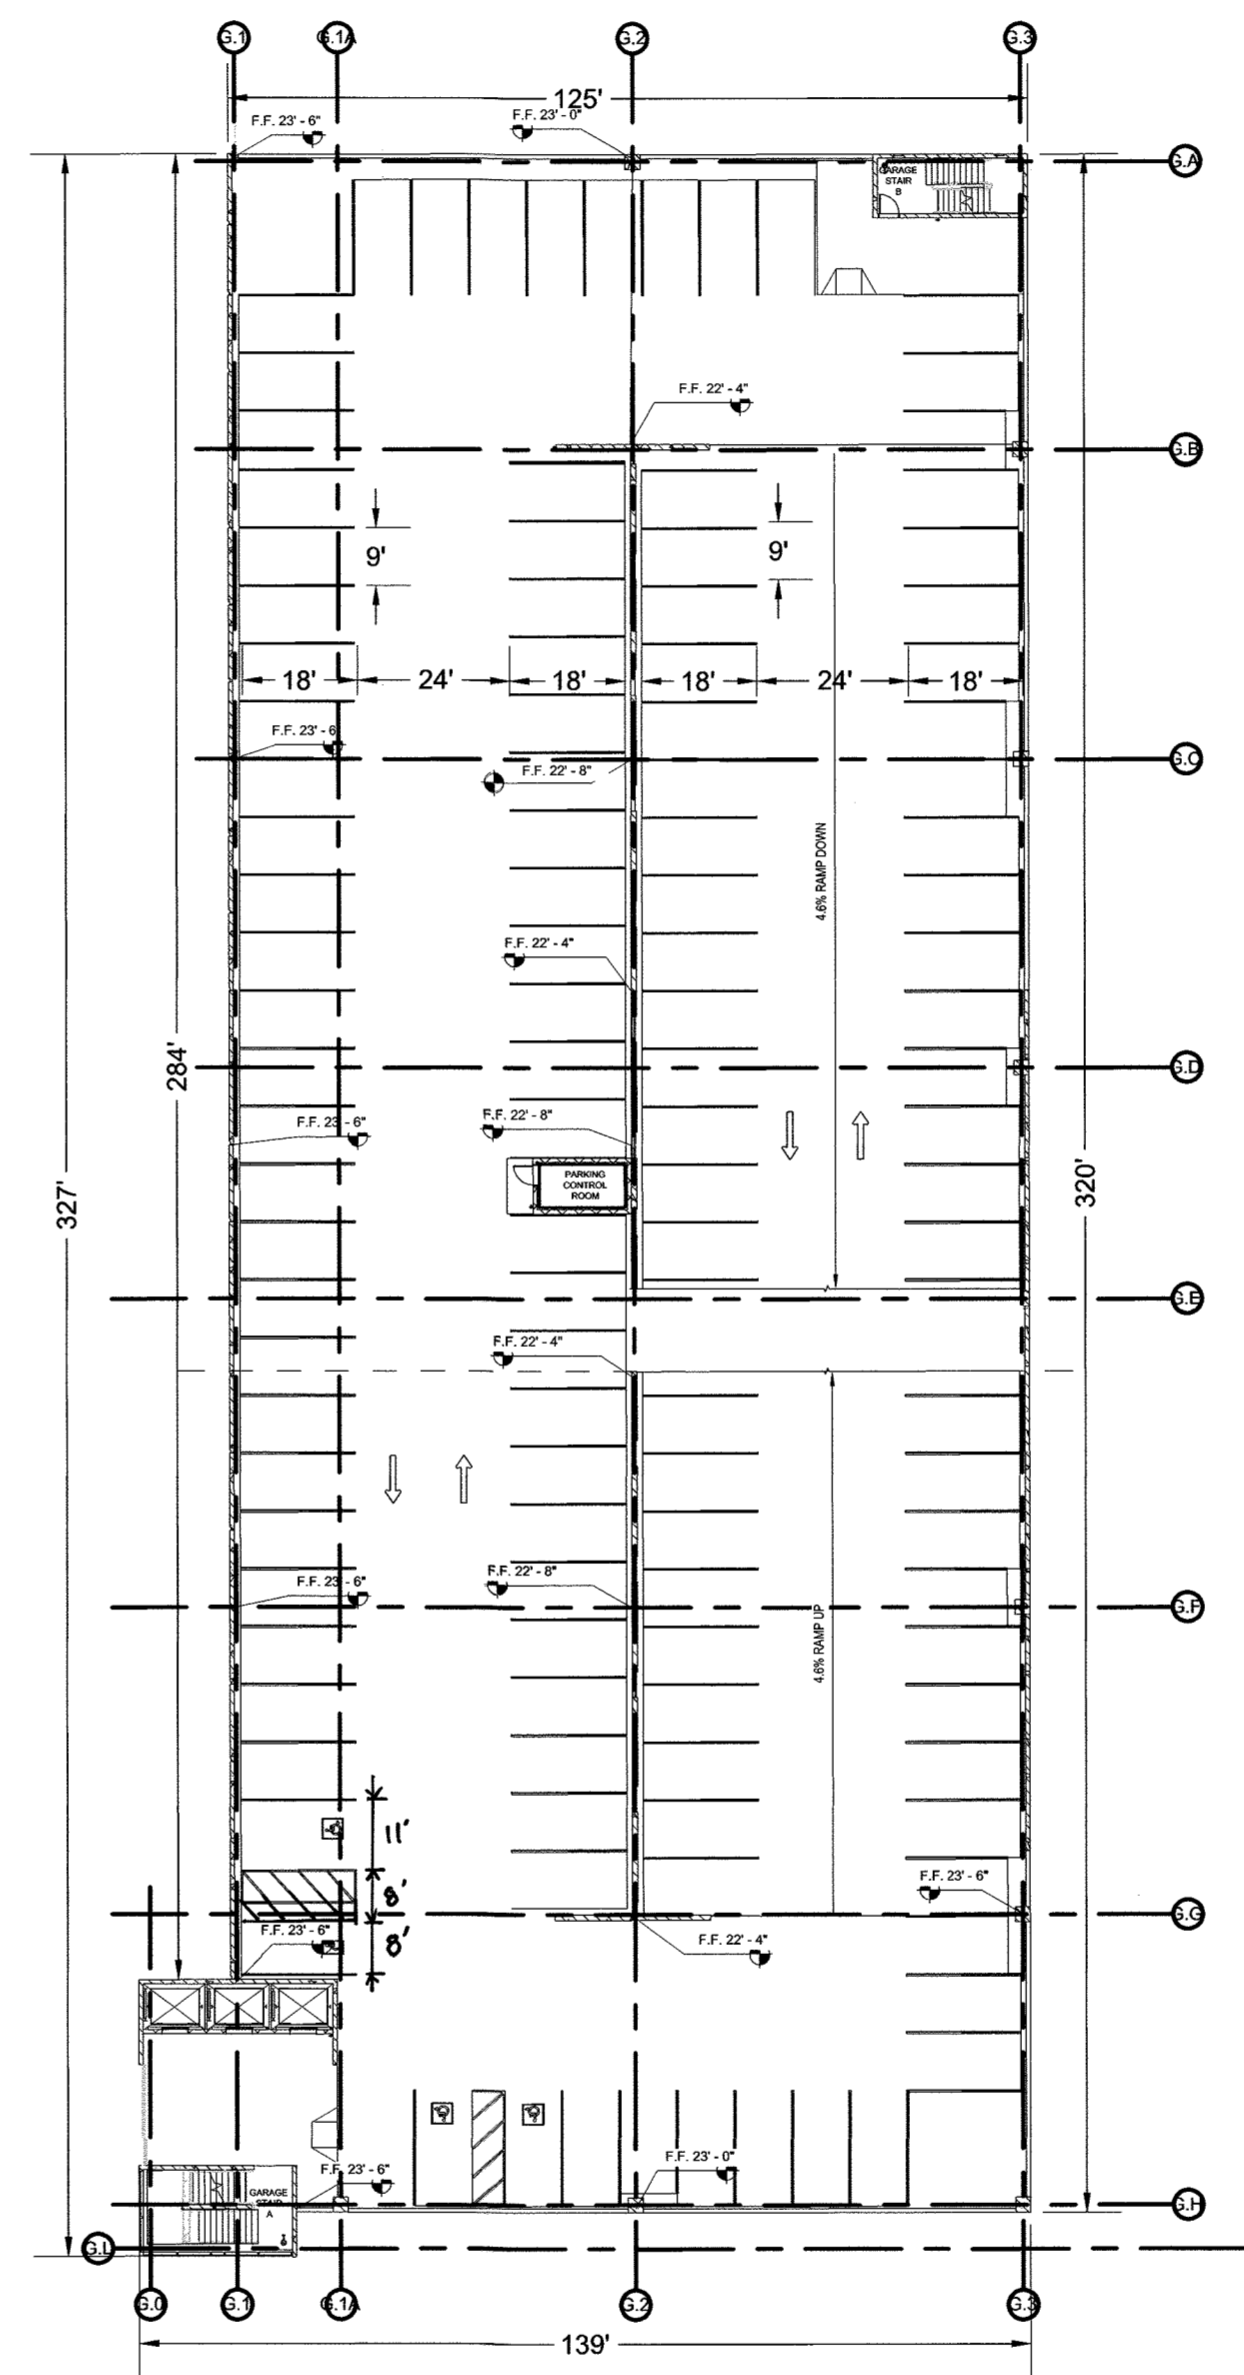 G.1 G.1A G.2 G.3
125'
F.F. 23' - 6" F.F. 23' - 0"
G.A
GARAGE
STAIR
B
F.F. 22' - 4"
G.B
9' 9'
18' 24' 18' 18' 24' 18'
F.F. 23' - 6
F.F. 22' - 8"
G.C
4.6% RAMP DOWN
F.F. 22' - 4"
284'
G.D
F.F. 23' - 6" F.F. 22' - 8"
PARKING
CONTROL
ROOM
327'
320'
G.E
F.F. 22' - 4"
F.F. 23' - 6" F.F. 22' - 8"
G.F
4.6% RAMP UP
11'
8'
F.F. 23' - 6"
G.G
F.F. 23' - 6"
8'
F.F. 22' - 4"
F.F. 23' - 0"
F.F. 23' - 6"
GARAGE
STAIR
A
G.H
G.L
G.0 G.1 G.1A G.2 G.3
139'